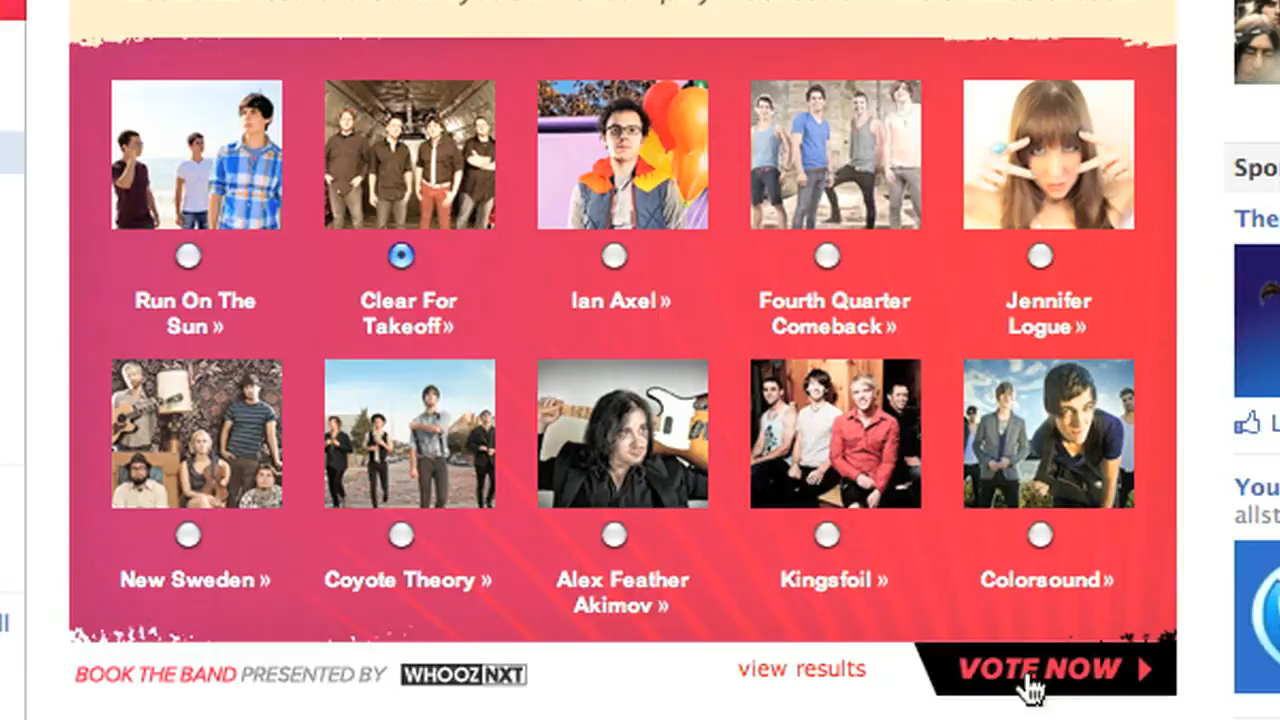 Run On The
Sun »
Clear For
Takeoff»
Ian Axel »
Fourth Quarter
Comeback »
Jennifer
Logue »
New Sweden »
Coyote Theory »
Alex Feather
Akimov »
Kingsfoil »
Colorsound »
BOOK THE BAND PRESENTED BY WHOOZNXT
view results
VOTE NOW
The
You
allst